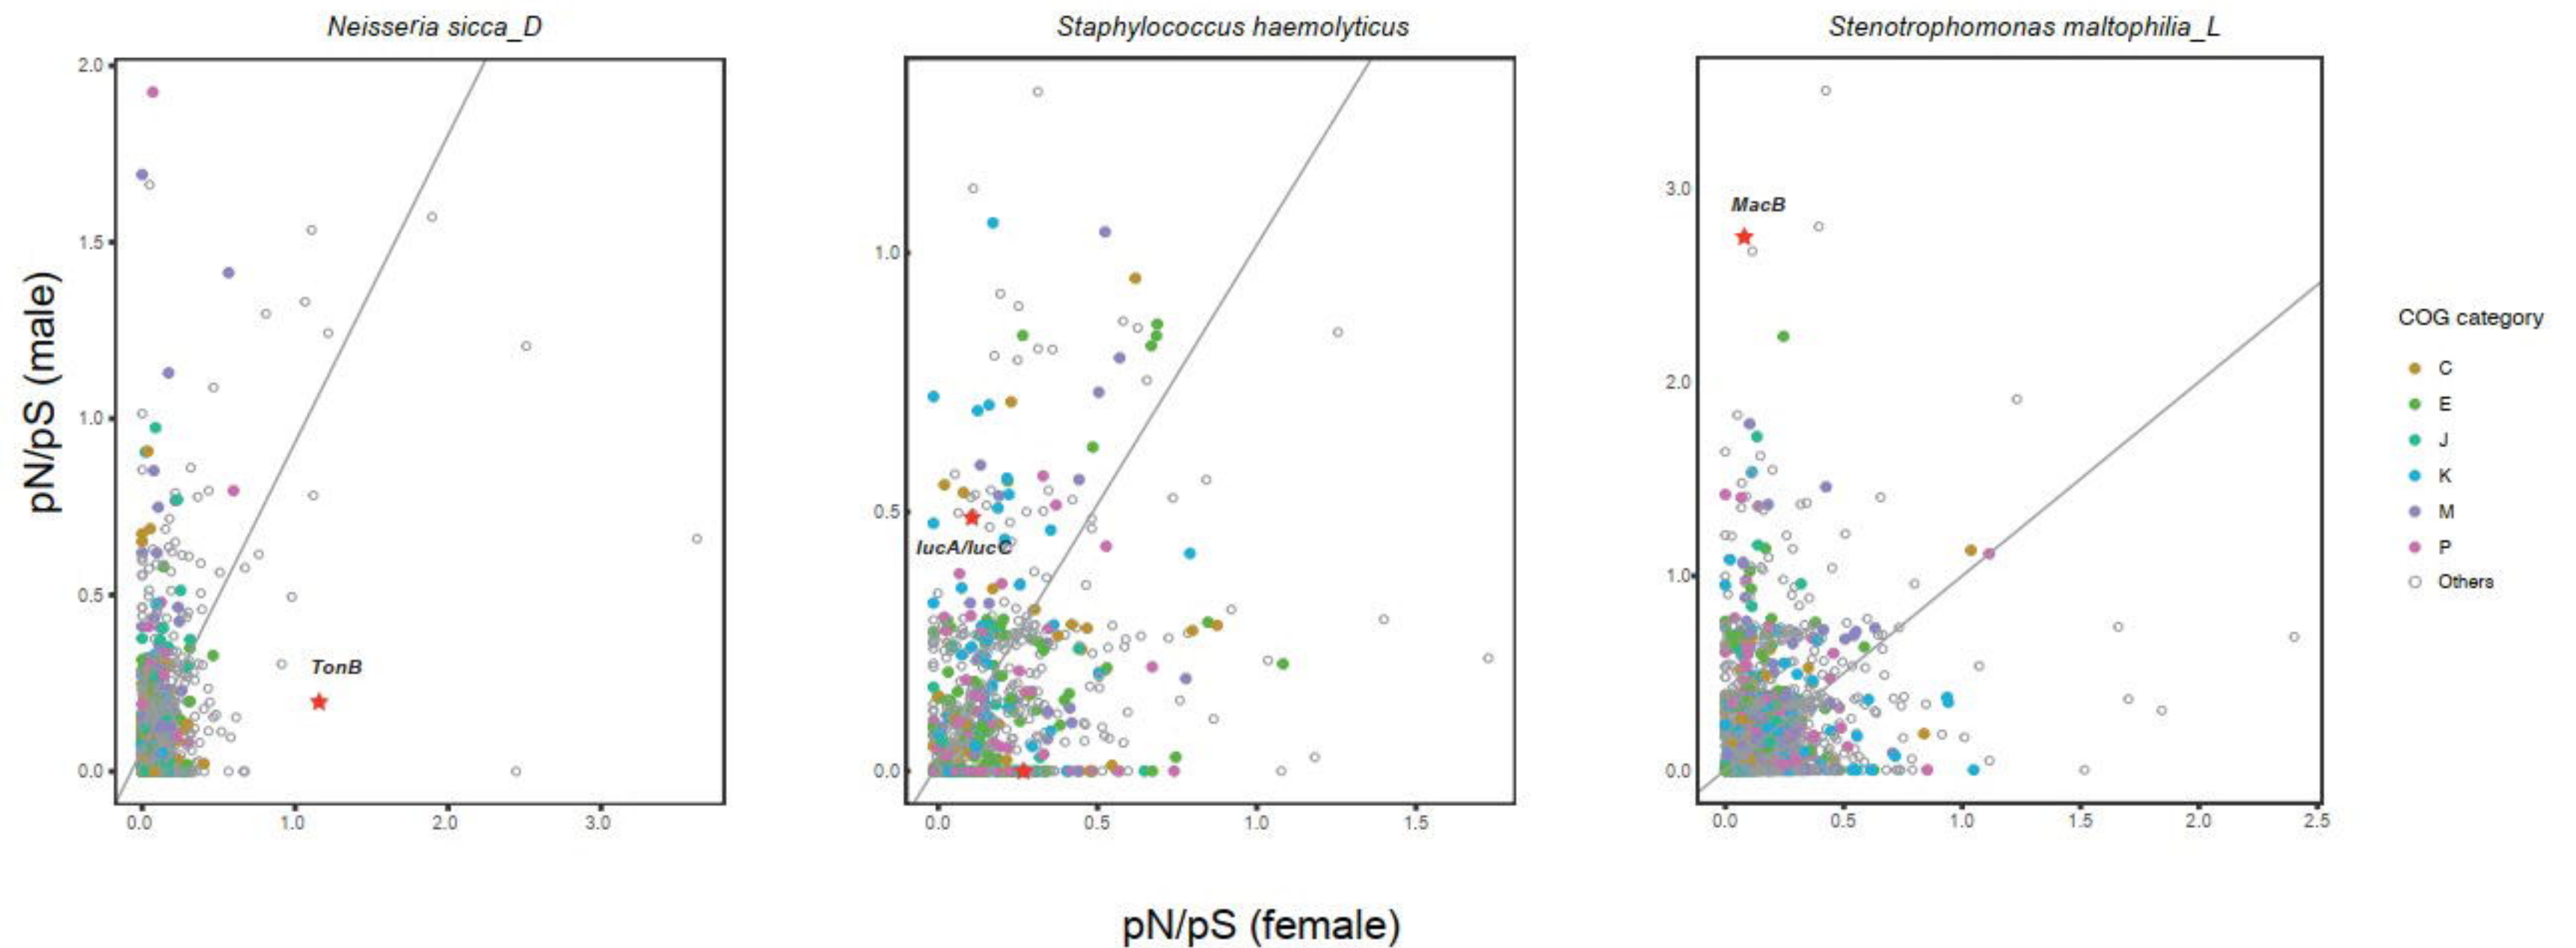 Neisseria sicca_D
Staphylococcus haemolyticus
Stenotrophomonas maltophilia_L
pN/pS (male)
2.0
1.5
1.0
0.5
0.0
TonB
0.0 1.0 2.0 3.0
1.0
0.5
0.0
IucA/IucC
0.0 0.5 1.0 1.5
3.0
2.0
1.0
0.0
MacB
0.0 0.5 1.0 1.5 2.0 2.5
COG category
C
E
J
K
M
P
Others
pN/pS (female)